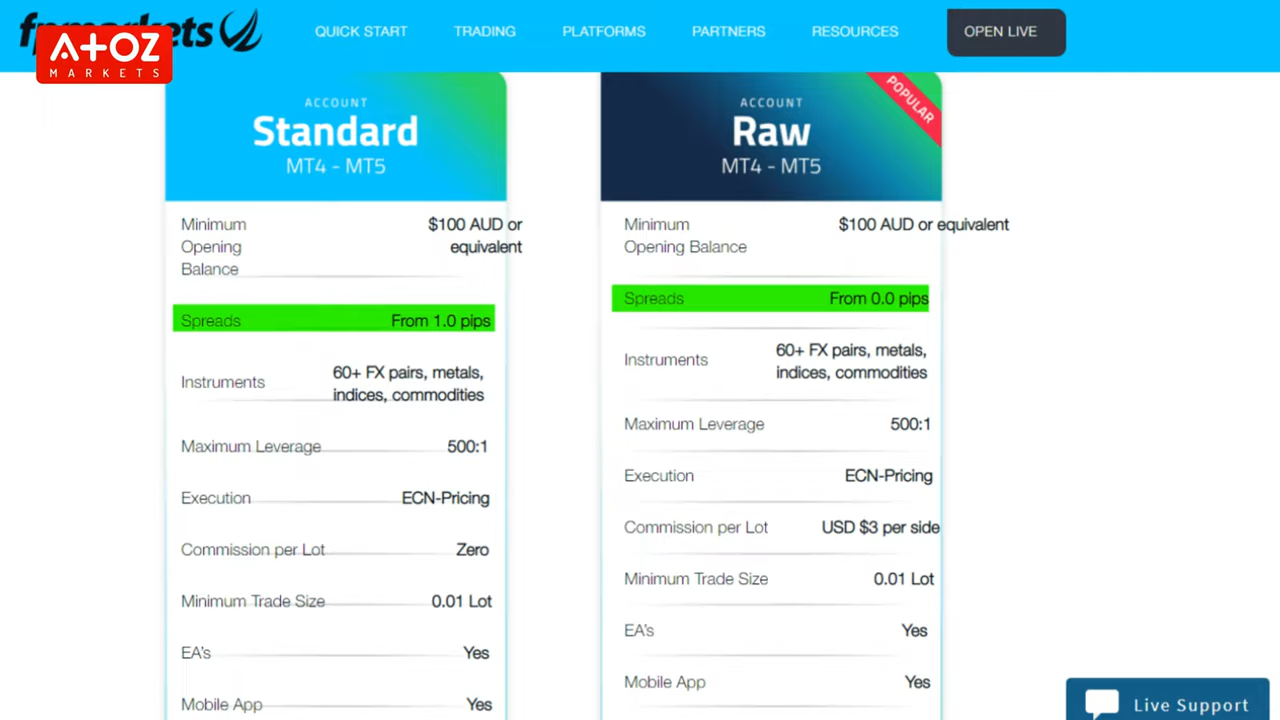 fpmarkets
A+OZ
MARKETS
QUICK START
TRADING
PLATFORMS
PARTNERS
RESOURCES
OPEN LIVE
ACCOUNT
Standard
MT4 - MT5
Minimum Opening Balance $100 AUD or equivalent
Spreads From 1.0 pips
Instruments 60+ FX pairs, metals, indices, commodities
Maximum Leverage 500:1
Execution ECN-Pricing
Commission per Lot Zero
Minimum Trade Size 0.01 Lot
EA's Yes
Mobile App Yes
POPULAR
ACCOUNT
Raw
MT4 - MT5
Minimum Opening Balance $100 AUD or equivalent
Spreads From 0.0 pips
Instruments 60+ FX pairs, metals, indices, commodities
Maximum Leverage 500:1
Execution ECN-Pricing
Commission per Lot USD $3 per side
Minimum Trade Size 0.01 Lot
EA's Yes
Mobile App Yes
Live Support